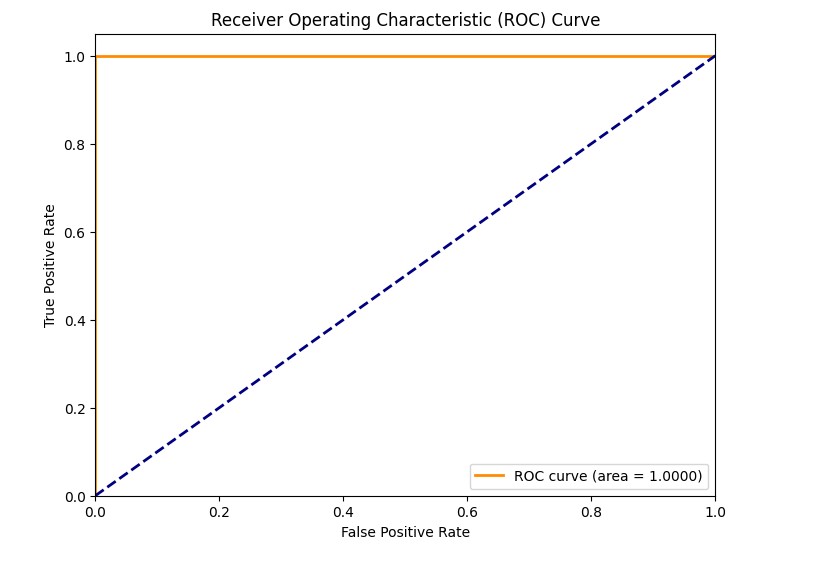 Receiver Operating Characteristic (ROC) Curve
1.0
0.8
0.6
0.4
0.2
0.0
True Positive Rate
ROC curve (area = 1.0000)
0.0 0.2 0.4 0.6 0.8 1.0
False Positive Rate